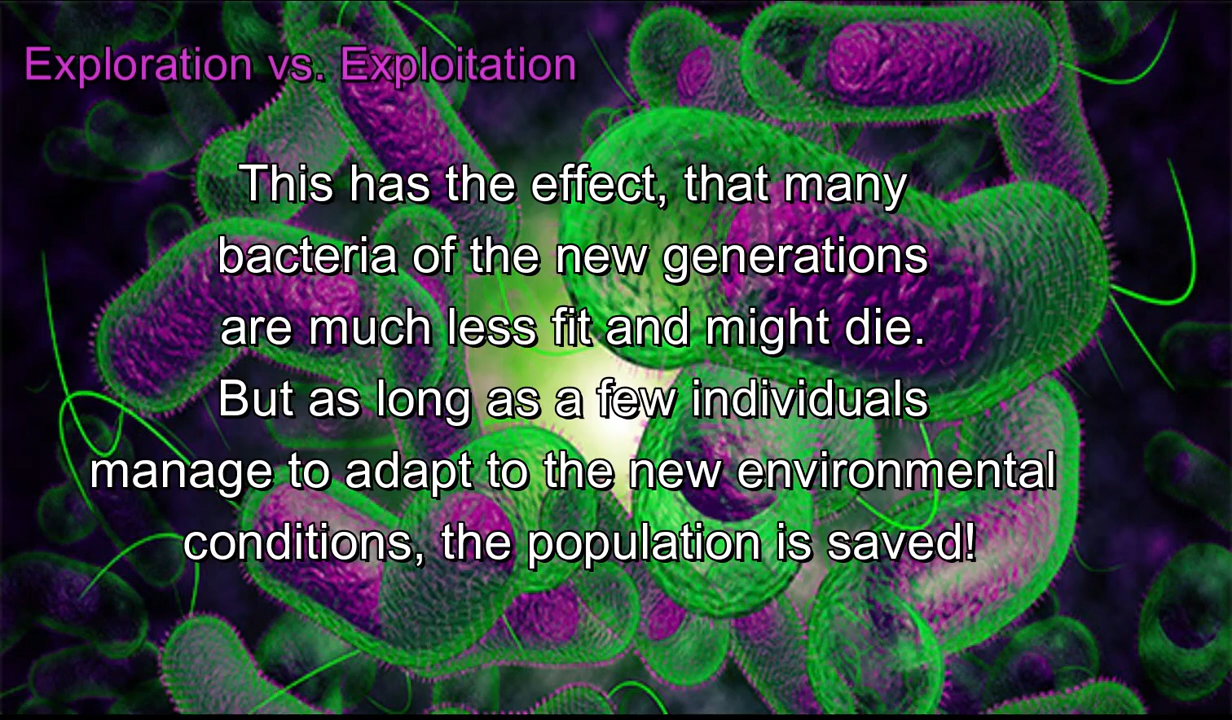 Exploration vs. Exploitation
This has the effect, that many
bacteria of the new generations
are much less fit and might die.
But as long as a few individuals
manage to adapt to the new environmental
conditions, the population is saved!